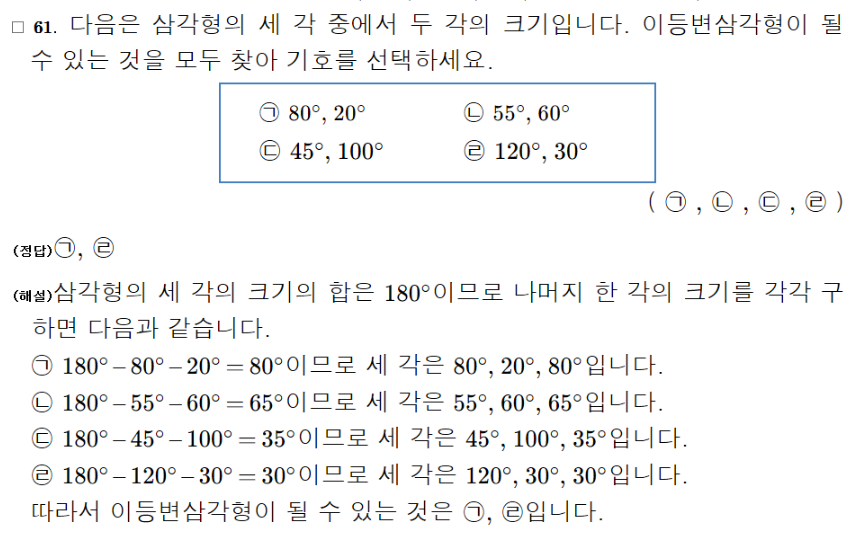 □ 61. 다음은 삼각형의 세 각 중에서 두 각의 크기입니다. 이등변삼각형이 될
수 있는 것을 모두 찾아 기호를 선택하세요.
㉠ 80°, 20° ㉡ 55°, 60°
㉢ 45°, 100° ㉣ 120°, 30°
( ㉠ , ㉡ , ㉢ , ㉣ )
(정답)㉠, ㉣
(해설)삼각형의 세 각의 크기의 합은 180°이므로 나머지 한 각의 크기를 각각 구
하면 다음과 같습니다.
㉠ 180°－80°－20°＝80°이므로 세 각은 80°, 20°, 80°입니다.
㉡ 180°－55°－60°＝65°이므로 세 각은 55°, 60°, 65°입니다.
㉢ 180°－45°－100°＝35°이므로 세 각은 45°, 100°, 35°입니다.
㉣ 180°－120°－30°＝30°이므로 세 각은 120°, 30°, 30°입니다.
따라서 이등변삼각형이 될 수 있는 것은 ㉠, ㉣입니다.